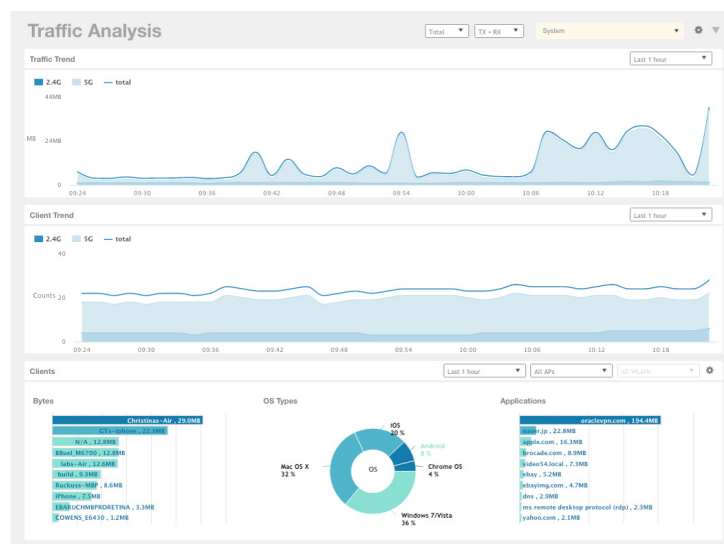 Traffic Analysis
Total TX + RX System
Traffic Trend
Last 1 hour
2.4G 5G total
48MB
MB 24MB
0
09:24 09:30 09:36 09:42 09:48 09:54 10:00 10:06 10:12 10:18
Client Trend
Last 1 hour
2.4G 5G total
40
Counts 20
0
09:24 09:30 09:36 09:42 09:48 09:54 10:00 10:06 10:12 10:18
Clients
Last 1 hour All APs All WLANs
Bytes
Christinas-Air , 29.0MB
GTs-iphone , 22.3MB
N/A , 12.8MB
BBuel_M6700 , 12.8MB
labs-Air , 12.6MB
build , 9.3MB
Ruckuss-MBP , 8.6MB
iPhone , 7.5MB
EBARUCHMBPRORETINA , 3.3MB
COWENS_E6430 , 1.2MB
OS Types
iOS
20 %
Android
8 %
Chrome OS
4 %
Windows 7/Vista
36 %
Mac OS X
32 %
OS
Applications
oraclevpn.com , 194.4MB
naver.jp , 22.8MB
apple.com , 16.3MB
brocade.com , 8.9MB
video54.local , 7.3MB
ebay , 5.2MB
ebayimg.com , 4.7MB
dns , 2.9MB
ms remote desktop protocol (rdp) , 2.3MB
yahoo.com , 2.1MB